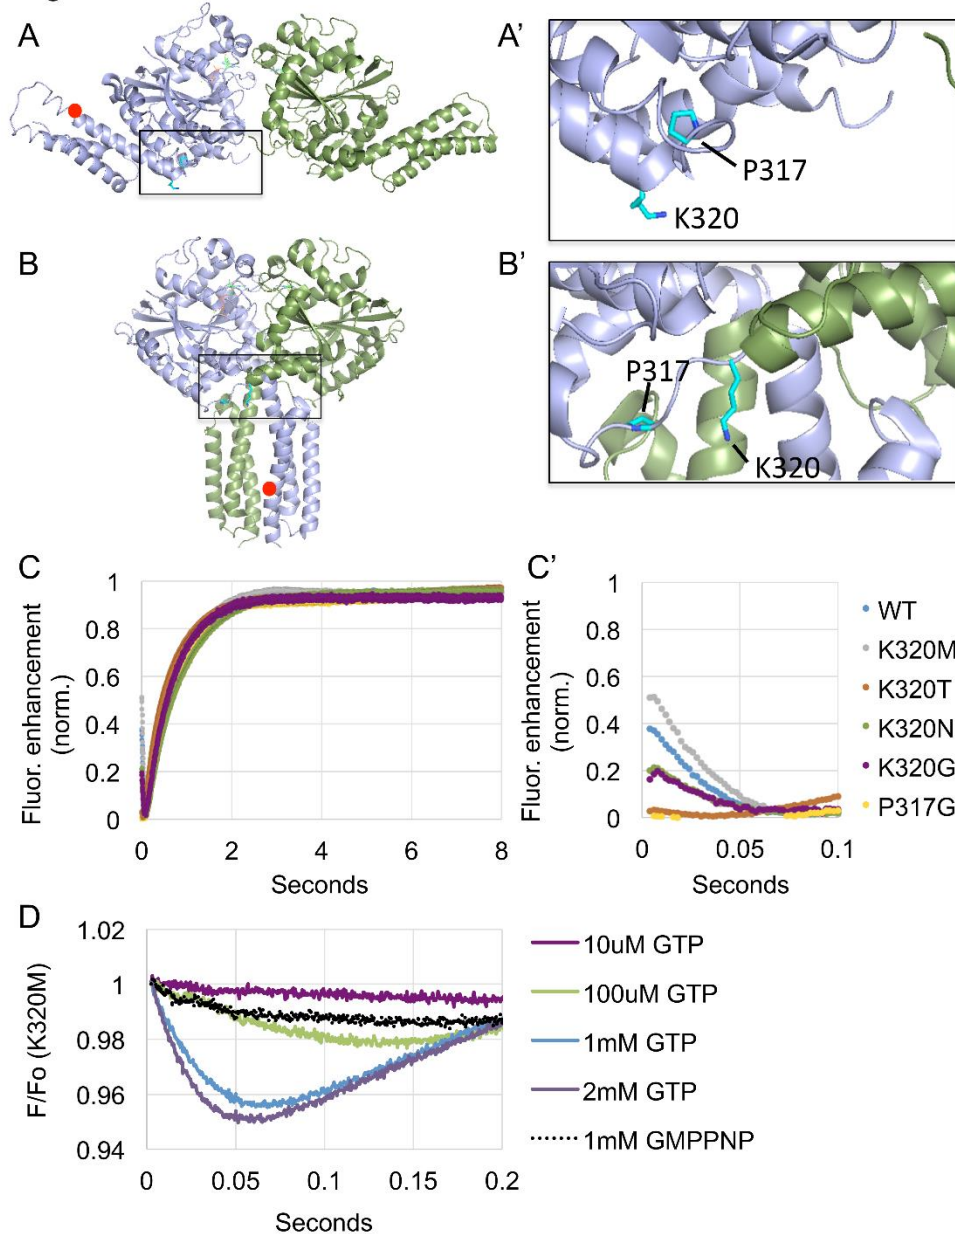 A
A'
P317
K320
B
B'
P317
K320
C
1
0.8
0.6
0.4
0.2
0
Fluor. enhancement
(norm.)
0 2 4 6 8
Seconds
C'
1
0.8
0.6
0.4
0.2
0
Fluor. enhancement
(norm.)
0 0.05 0.1
Seconds
WT
K320M
K320T
K320N
K320G
P317G
D
1.02
1
0.98
0.96
0.94
F/Fo (K320M)
0 0.05 0.1 0.15 0.2
Seconds
10uM GTP
100uM GTP
1mM GTP
2mM GTP
1mM GMPPNP